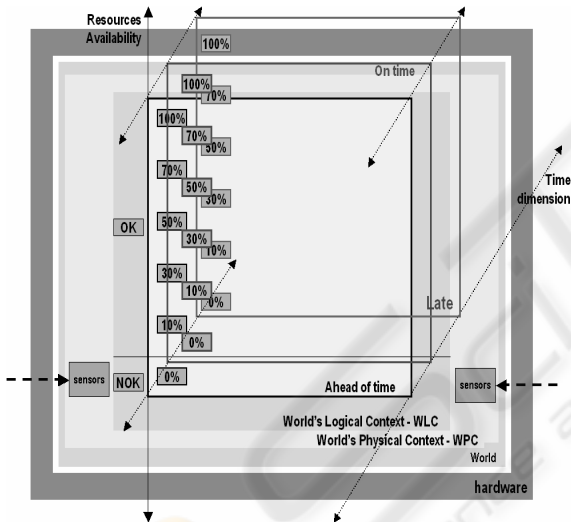 Resources
Availability
100%
On time
100%
70%
100%
70%
50%
Time
dimension
70%
50%
30%
OK
50%
30%
10%
30%
10%
0%
Late
10%
0%
sensors
NOK
0%
Ahead of time
sensors
World's Logical Context - WLC
World's Physical Context - WPC
World
hardware